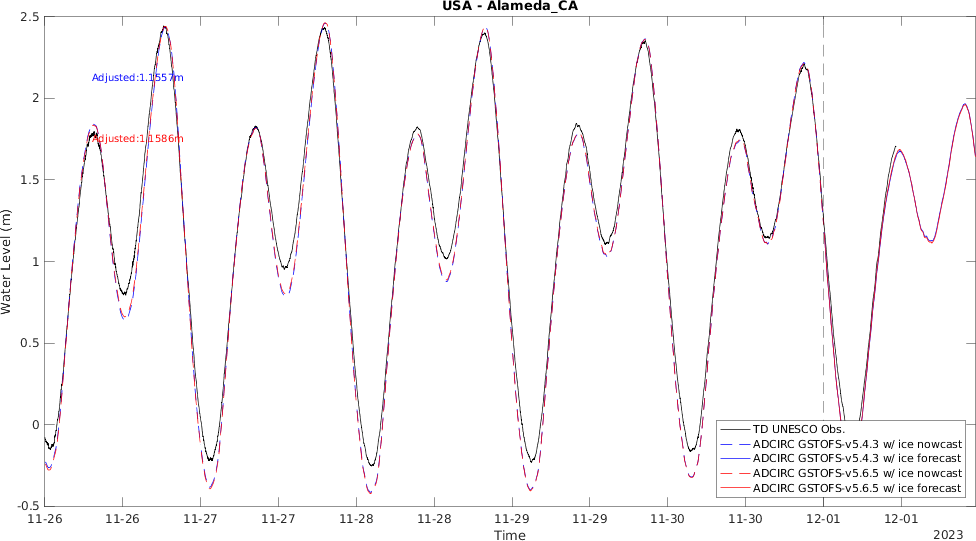 USA - Alameda_CA
2.5
Adjusted:1.1557m
2
Adjusted:1.1586m
1.5
Water Level (m)
1
0.5
0
-0.5
TD UNESCO Obs.
ADCIRC GSTOFS-v5.4.3 w/ ice nowcast
ADCIRC GSTOFS-v5.4.3 w/ ice forecast
ADCIRC GSTOFS-v5.6.5 w/ ice nowcast
ADCIRC GSTOFS-v5.6.5 w/ ice forecast
11-26 11-26 11-27 11-27 11-28 11-28 11-29 11-29 11-30 11-30 12-01 12-01
Time
2023